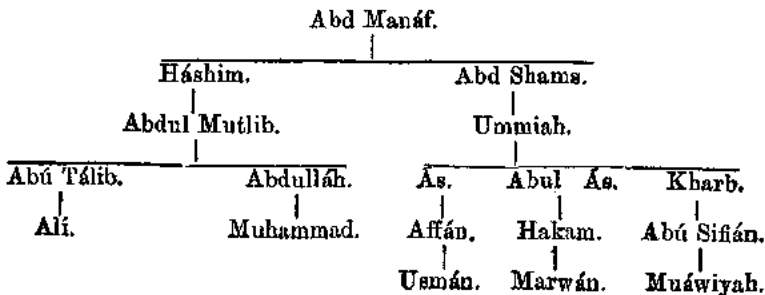 Abd Manáf.
Háshim. Abd Shams.
Abdul Mutlib. Ummiah.
Abú Tálib. Abdulláh. Ás. Abul Ás. Kharb.
Alí. Muhammad. Affán. Hakam. Abú Sifián.
Usmán. Marwán. Muáwiyah.